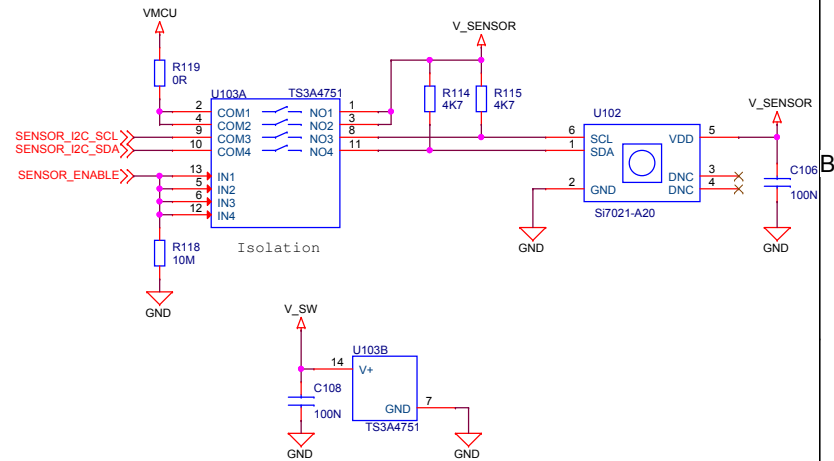 VMCU
R119
0R
U103A
TS3A4751
2 COM1 NO1 1
4 COM2 NO2 3
SENSOR_I2C_SCL 9 COM3 NO3 8
SENSOR_I2C_SDA 10 COM4 NO4 11
SENSOR_ENABLE 13 IN1
5 IN2
6 IN3
12 IN4
R118
10M
GND
Isolation
V_SENSOR
R114
4K7
R115
4K7
U102
6 SCL VDD 5
1 SDA
DNC 3
2 GND DNC 4
Si7021-A20
GND
V_SENSOR
C106
100N
GND
B
V_SW
U103B
14 V+
C108
100N
GND 7
TS3A4751
GND
GND